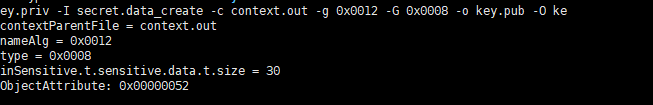 ey.priv -I secret.data_create -c context.out -g 0x0012 -G 0x0008 -o key.pub -O ke
contextParentFile = context.out
nameAlg = 0x0012
type = 0x0008
inSensitive.t.sensitive.data.t.size = 30
ObjectAttribute: 0x00000052